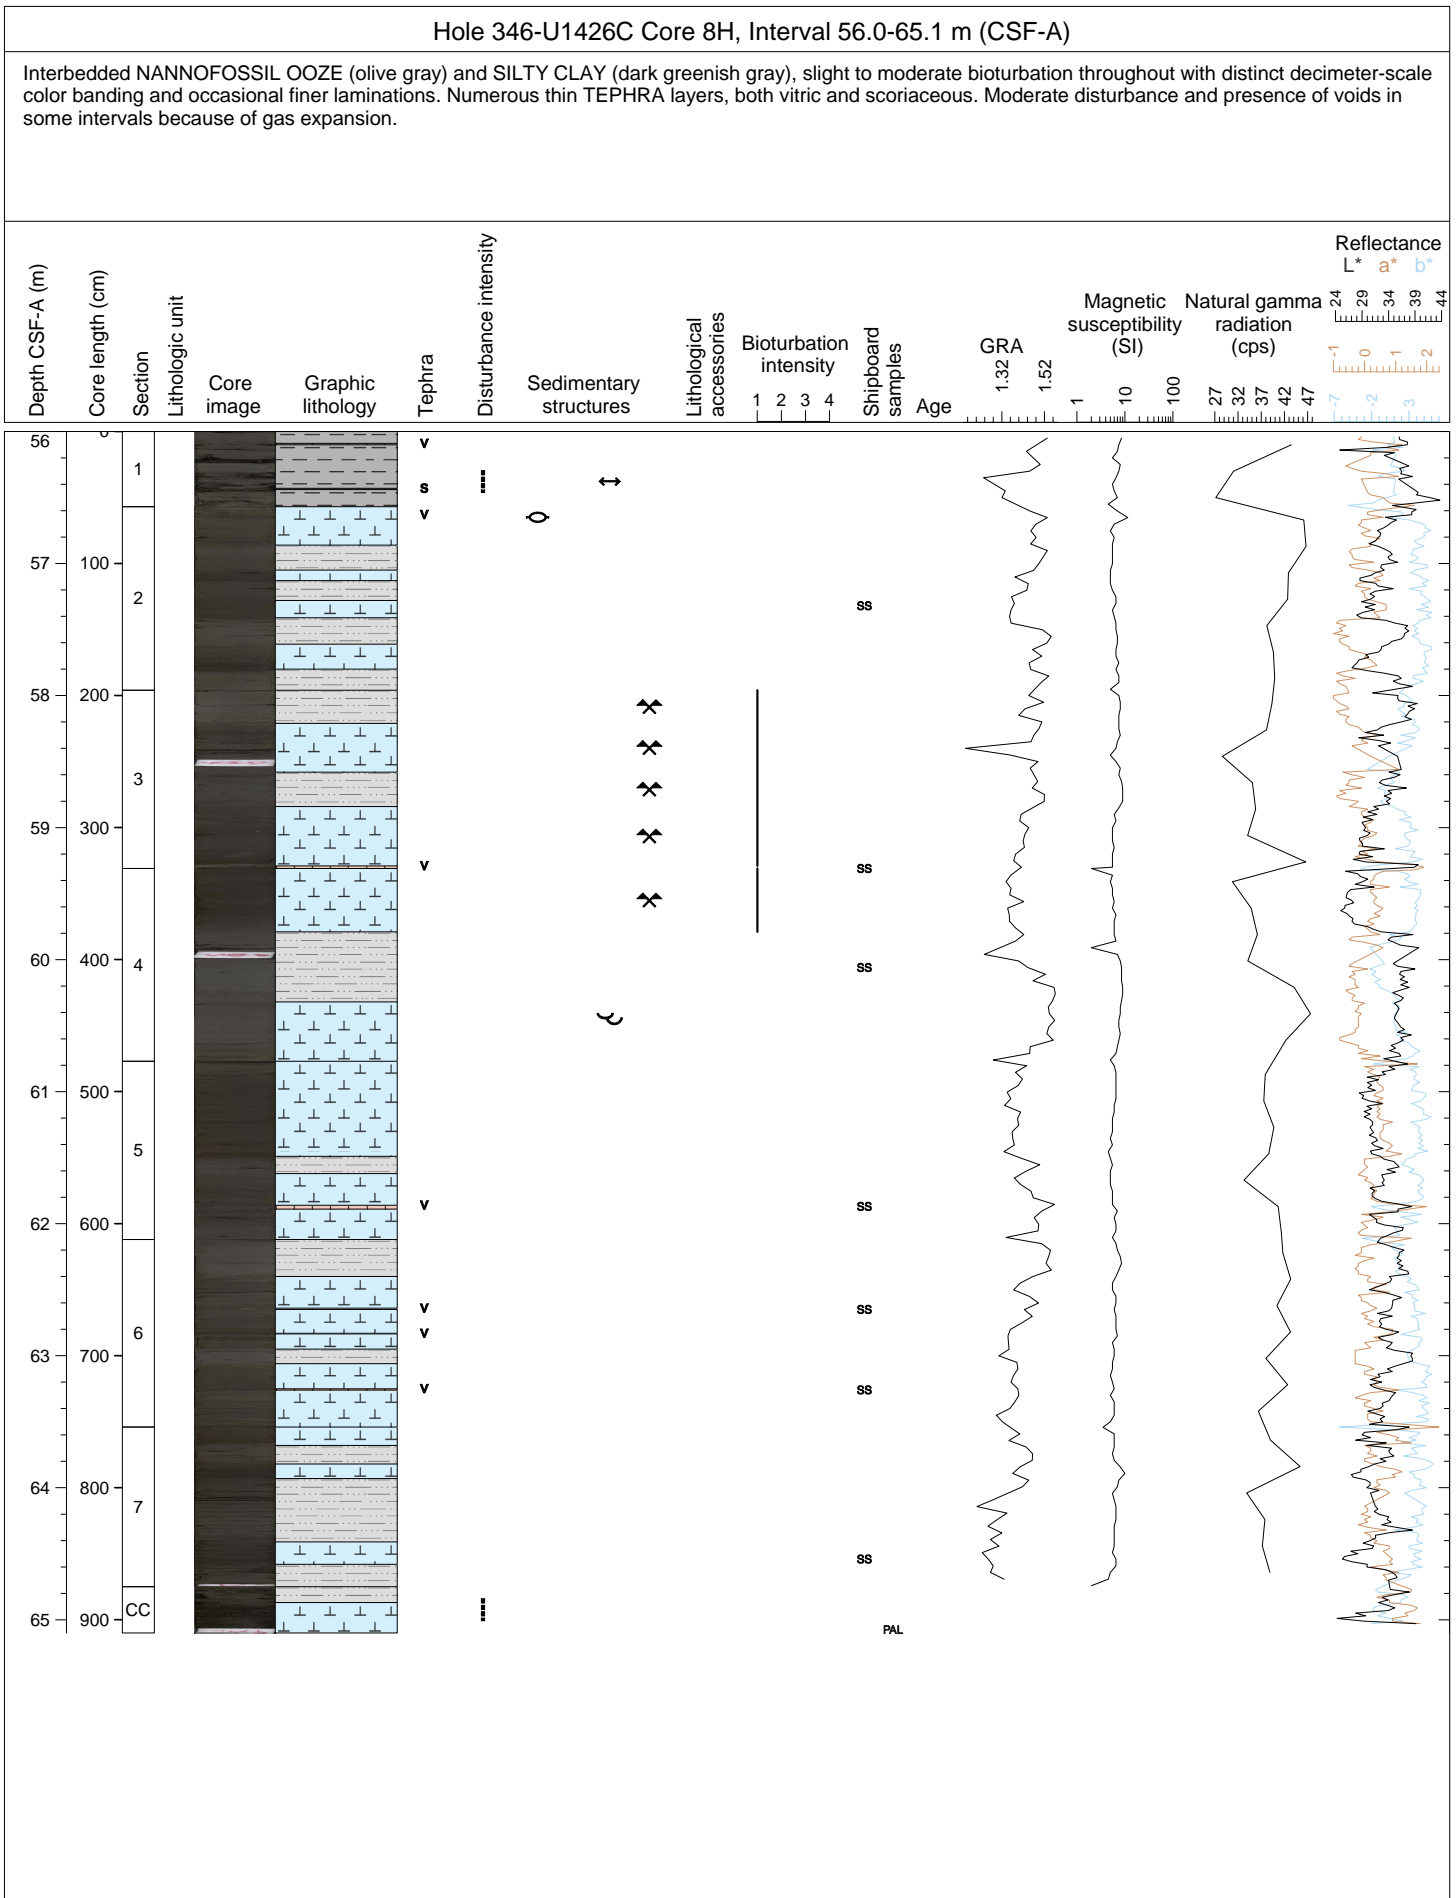 Hole 346-U1426C Core 8H, Interval 56.0-65.1 m (CSF-A)
Interbedded NANNOFOSSIL OOZE (olive gray) and SILTY CLAY (dark greenish gray), slight to moderate bioturbation throughout with distinct decimeter-scale
color banding and occasional finer laminations. Numerous thin TEPHRA layers, both vitric and scoriaceous. Moderate disturbance and presence of voids in
some intervals because of gas expansion.
Depth CSF-A (m)
Core length (cm)
Section
Lithologic unit
Core
image
Graphic
lithology
Tephra
Disturbance intensity
Sedimentary
structures
Lithological
accessories
Bioturbation
intensity
1 2 3 4
Shipboard
samples
Age
GRA
1.32 1.52
Magnetic
susceptibility
(SI)
1 10 100
Natural gamma
radiation
(cps)
27 32 37 42 47
Reflectance
L* a* b*
24 29 34 39 44
-1 0 1 2
-7 -2 3
56 0
V
1
S
V
57 100
2
SS
58 200
3
59 300
V SS
60 400 4
SS
61 500
5
V SS
62 600
V SS
6
V
63 700
V SS
64 800
7
SS
CC
65 900
PAL